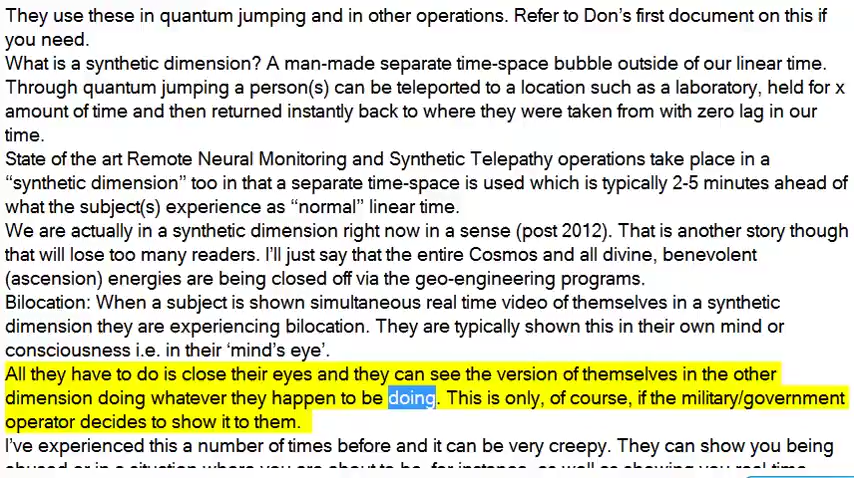 They use these in quantum jumping and in other operations. Refer to Don's first document on this if
you need.
What is a synthetic dimension? A man-made separate time-space bubble outside of our linear time.
Through quantum jumping a person(s) can be teleported to a location such as a laboratory, held for x
amount of time and then returned instantly back to where they were taken from with zero lag in our
time.
State of the art Remote Neural Monitoring and Synthetic Telepathy operations take place in a
“synthetic dimension” too in that a separate time-space is used which is typically 2-5 minutes ahead of
what the subject(s) experience as “normal” linear time.
We are actually in a synthetic dimension right now in a sense (post 2012). That is another story though
that will lose too many readers. I’ll just say that the entire Cosmos and all divine, benevolent
(ascension) energies are being closed off via the geo-engineering programs.
Bilocation: When a subject is shown simultaneous real time video of themselves in a synthetic
dimension they are experiencing bilocation. They are typically shown this in their own mind or
consciousness i.e. in their ‘mind’s eye’.
All they have to do is close their eyes and they can see the version of themselves in the other
dimension doing whatever they happen to be doing. This is only, of course, if the military/government
operator decides to show it to them.
I’ve experienced this a number of times before and it can be very creepy. They can show you being